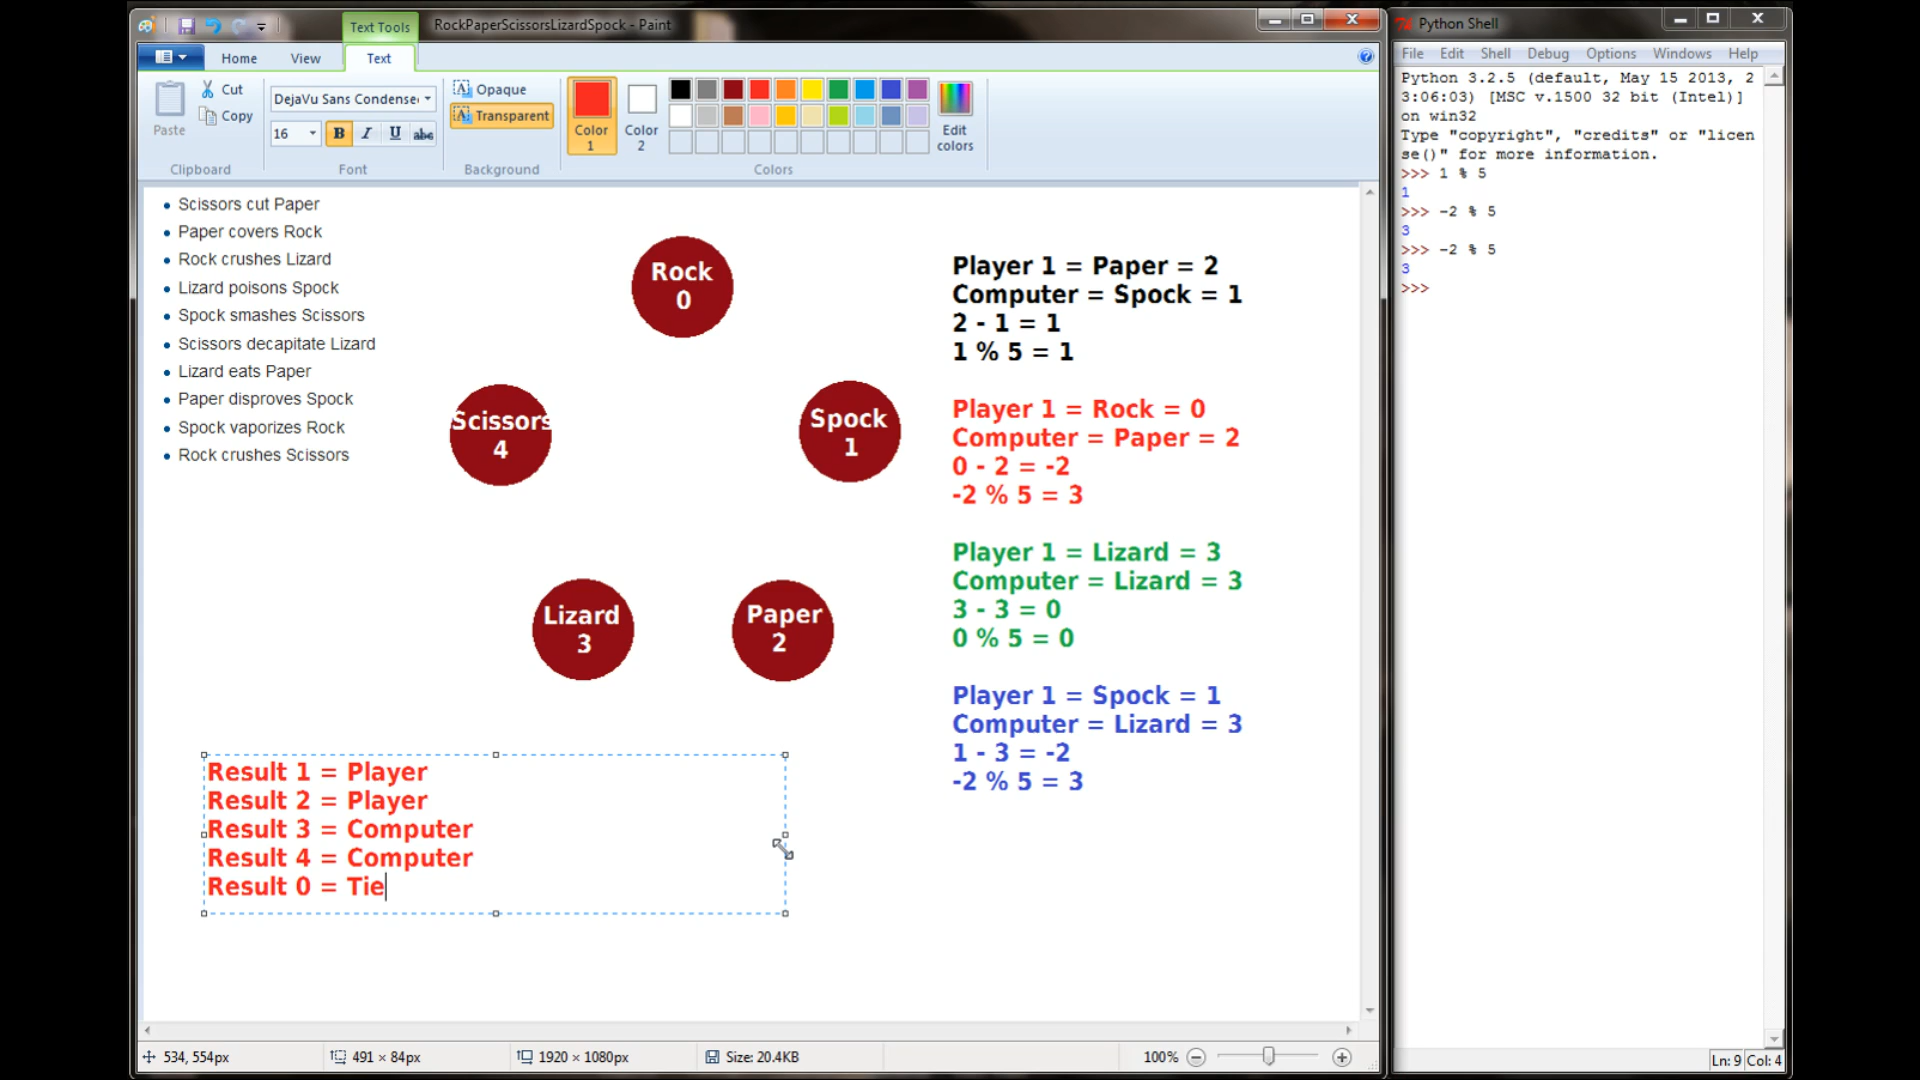 Text Tools
RockPaperScissorsLizardSpock - Paint
Home
View
Text
Paste
Cut
Copy
Clipboard
DejaVu Sans Condense
16
B I U abc
Font
Opaque
Transparent
Background
Color 1
Color 2
Edit colors
Colors
Scissors cut Paper
Paper covers Rock
Rock crushes Lizard
Lizard poisons Spock
Spock smashes Scissors
Scissors decapitate Lizard
Lizard eats Paper
Paper disproves Spock
Spock vaporizes Rock
Rock crushes Scissors
Rock
0
Scissors
4
Spock
1
Lizard
3
Paper
2
Player 1 = Paper = 2
Computer = Spock = 1
2 - 1 = 1
1 % 5 = 1
Player 1 = Rock = 0
Computer = Paper = 2
0 - 2 = -2
-2 % 5 = 3
Player 1 = Lizard = 3
Computer = Lizard = 3
3 - 3 = 0
0 % 5 = 0
Player 1 = Spock = 1
Computer = Lizard = 3
1 - 3 = -2
-2 % 5 = 3
Result 1 = Player
Result 2 = Player
Result 3 = Computer
Result 4 = Computer
Result 0 = Tie
534, 554px
491 × 84px
1920 × 1080px
Size: 20.4KB
100%
Python Shell
File Edit Shell Debug Options Windows Help
Python 3.2.5 (default, May 15 2013, 2
3:06:03) [MSC v.1500 32 bit (Intel)]
on win32
Type "copyright", "credits" or "licen
se()" for more information.
>>> 1 % 5
1
>>> -2 % 5
3
>>> -2 % 5
3
>>>
Ln: 9 Col: 4